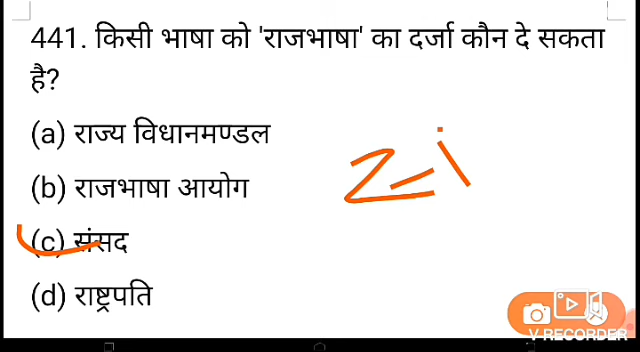 441. किसी भाषा को 'राजभाषा' का दर्जा कौन दे सकता
है?
(a) राज्य विधानमण्डल
(b) राजभाषा आयोग
(c) संसद
(d) राष्ट्रपति
V RECORDER